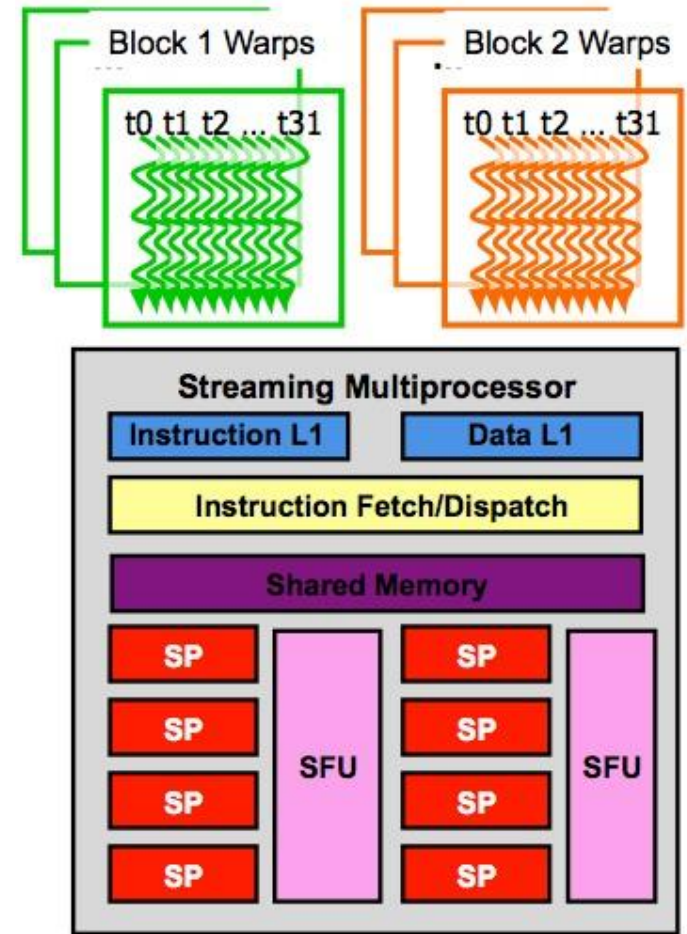 Block 1 Warps
Block 2 Warps
...
t0 t1 t2 ... t31
t0 t1 t2 ... t31
Streaming Multiprocessor
Instruction L1
Data L1
Instruction Fetch/Dispatch
Shared Memory
SP
SP
SP
SP
SFU
SP
SP
SP
SP
SFU